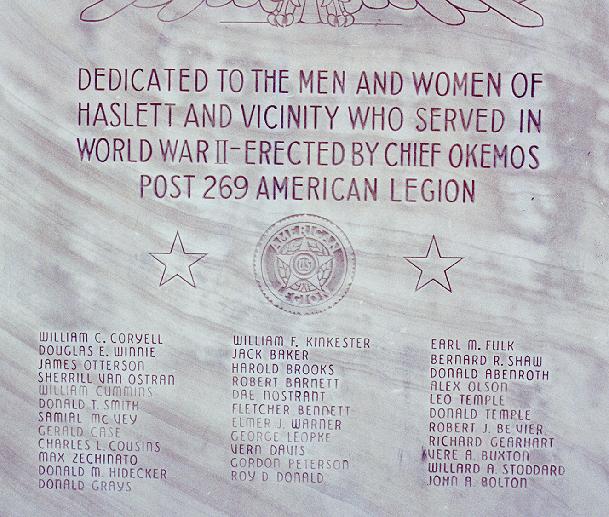 DEDICATED TO THE MEN AND WOMEN OF
HASLETT AND VICINITY WHO SERVED IN
WORLD WAR II-ERECTED BY CHIEF OKEMOS
POST 269 AMERICAN LEGION
AMERICAN
US
LEGION
WILLIAM C. CORYELL
DOUGLAS E. WINNIE
JAMES OTTERSON
SHERRILL VAN OSTRAN
WILLIAM CUMMINS
DONALD T. SMITH
SAMIAL MC VEY
GERALD CASE
CHARLES L. COUSINS
MAX ZECHINATO
DONALD M. HIDECKER
DONALD GRAYS
WILLIAM F. KINKESTER
JACK BAKER
HAROLD BROOKS
ROBERT BARNETT
DAE NOSTRANT
FLETCHER BENNETT
ELMER J. WARNER
GEORGE LEOPKE
VERN DAVIS
GORDON PETERSON
ROY D DONALD
EARL M. FULK
BERNARD R. SHAW
DONALD ABENROTH
ALEX OLSON
LEO TEMPLE
DONALD TEMPLE
ROBERT J. BE VIER
RICHARD GEARHART
VERE A. BUXTON
WILLARD A. STODDARD
JOHN A. BOLTON